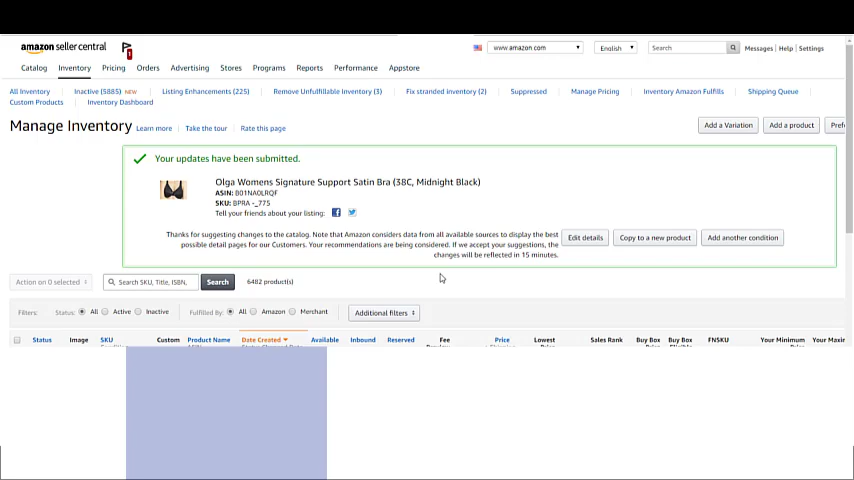 amazon seller central
1
www.amazon.com
English
Search
Messages | Help | Settings
Catalog Inventory Pricing Orders Advertising Stores Programs Reports Performance Appstore
All Inventory Inactive (5885) NEW Listing Enhancements (225) Remove Unfulfillable Inventory (3) Fix stranded inventory (2) Suppressed Manage Pricing Inventory Amazon Fulfills Shipping Queue
Custom Products Inventory Dashboard
Manage Inventory Learn more | Take the tour | Rate this page
Add a Variation Add a product Pref
Your updates have been submitted.
Olga Womens Signature Support Satin Bra (38C, Midnight Black)
ASIN: B01NA0LRQF
SKU: BPRA -_775
Tell your friends about your listing:
Thanks for suggesting changes to the catalog. Note that Amazon considers data from all available sources to display the best
possible detail pages for our Customers. Your recommendations are being considered. If we accept your suggestions, the
changes will be reflected in 15 minutes.
Edit details Copy to a new product Add another condition
Action on 0 selected Search SKU, Title, ISBN, Search 6482 product(s)
Filters: Status: All Active Inactive Fulfilled By: All Amazon Merchant Additional filters
Status Image SKU Custom Product Name Date Created Available Inbound Reserved Fee Price Lowest Sales Rank Buy Box Buy Box FNSKU Your Minimum Your Maxi